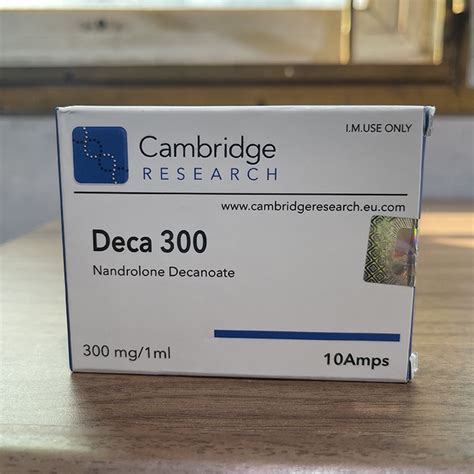 I.M.USE ONLY
Cambridge
RESEARCH
www.cambridgeresearch.eu.com
Deca 300
Nandrolone Decanoate
300 mg/1ml
10Amps